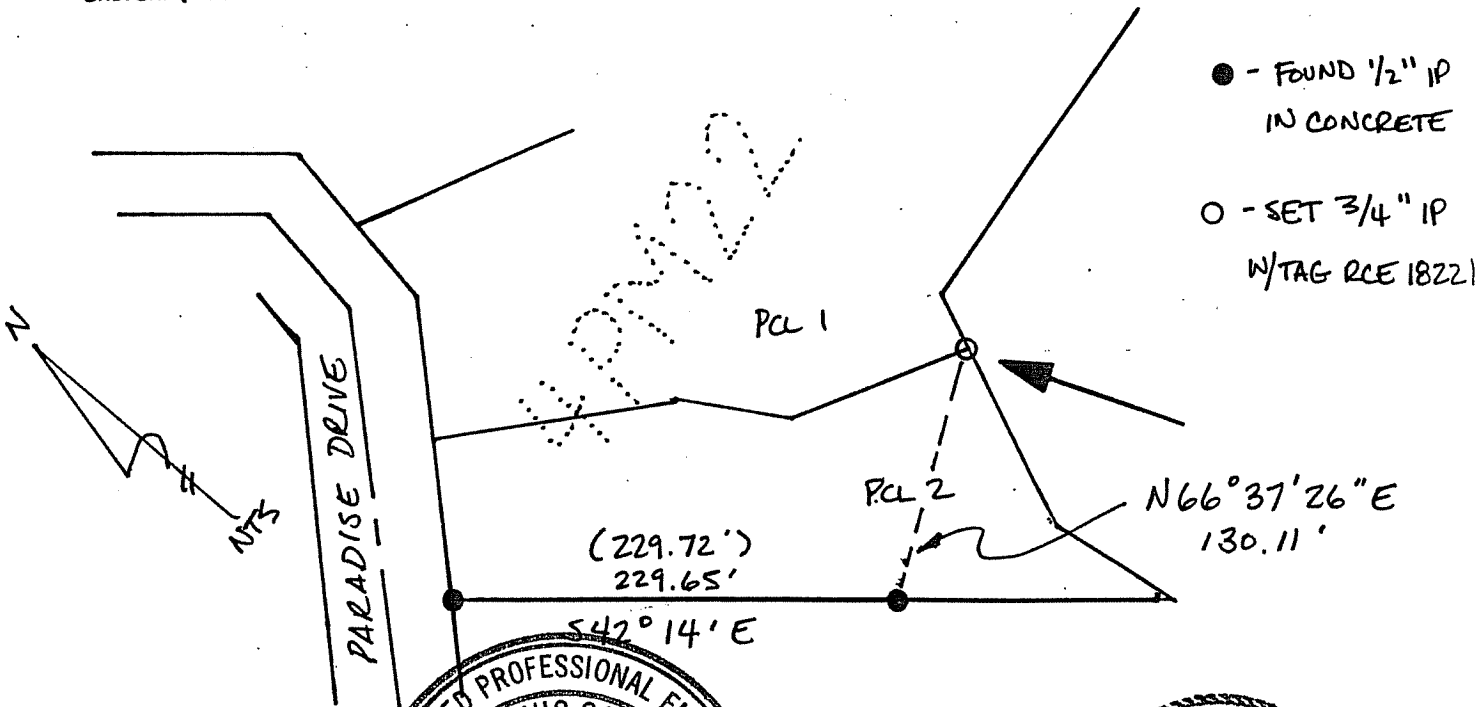 ● - FOUND 1/2" IP
IN CONCRETE
○ - SET 3/4" IP
W/TAG RCE 18221
PCL 1
N
NTS
PARADISE DRIVE
PCL 2
N66°37'26"E
130.11'
(229.72')
229.65'
S42°14'E
PROFESSIONAL